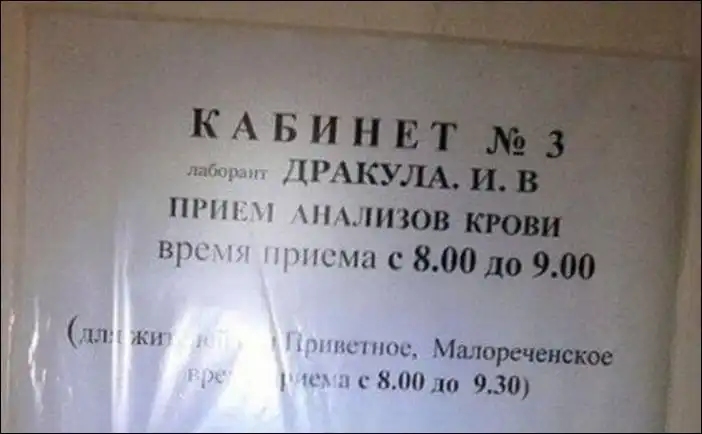 КАБИНЕТ № 3
лаборант ДРАКУЛА. И. В
ПРИЕМ АНАЛИЗОВ КРОВИ
время приема с 8.00 до 9.00
Приветное, Малореченское
приема с 8.00 до 9.30)